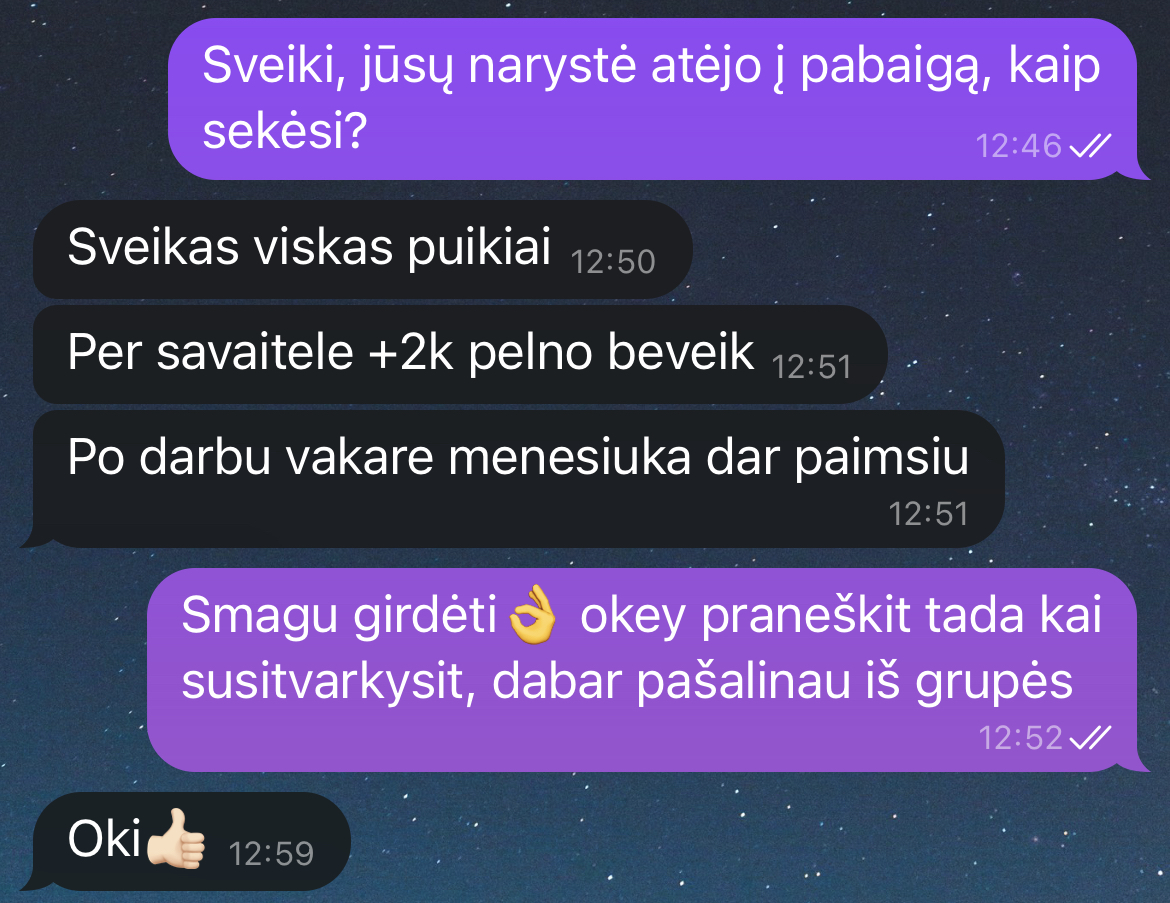 Sveiki, jūsų narystė atėjo į pabaigą, kaip
sekėsi?
12:46
Sveikas viskas puikiai 12:50
Per savaitele +2k pelno beveik 12:51
Po darbu vakare menesiuka dar paimsiu
12:51
Smagu girdėti👌 okey praneškit tada kai
susitvarkysit, dabar pašalinau iš grupės
12:52
Oki👍🏻 12:59